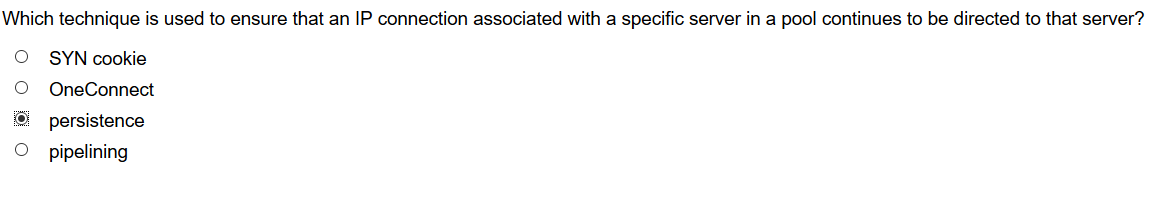 Which technique is used to ensure that an IP connection associated with a specific server in a pool continues to be directed to that server?
SYN cookie
OneConnect
persistence
pipelining